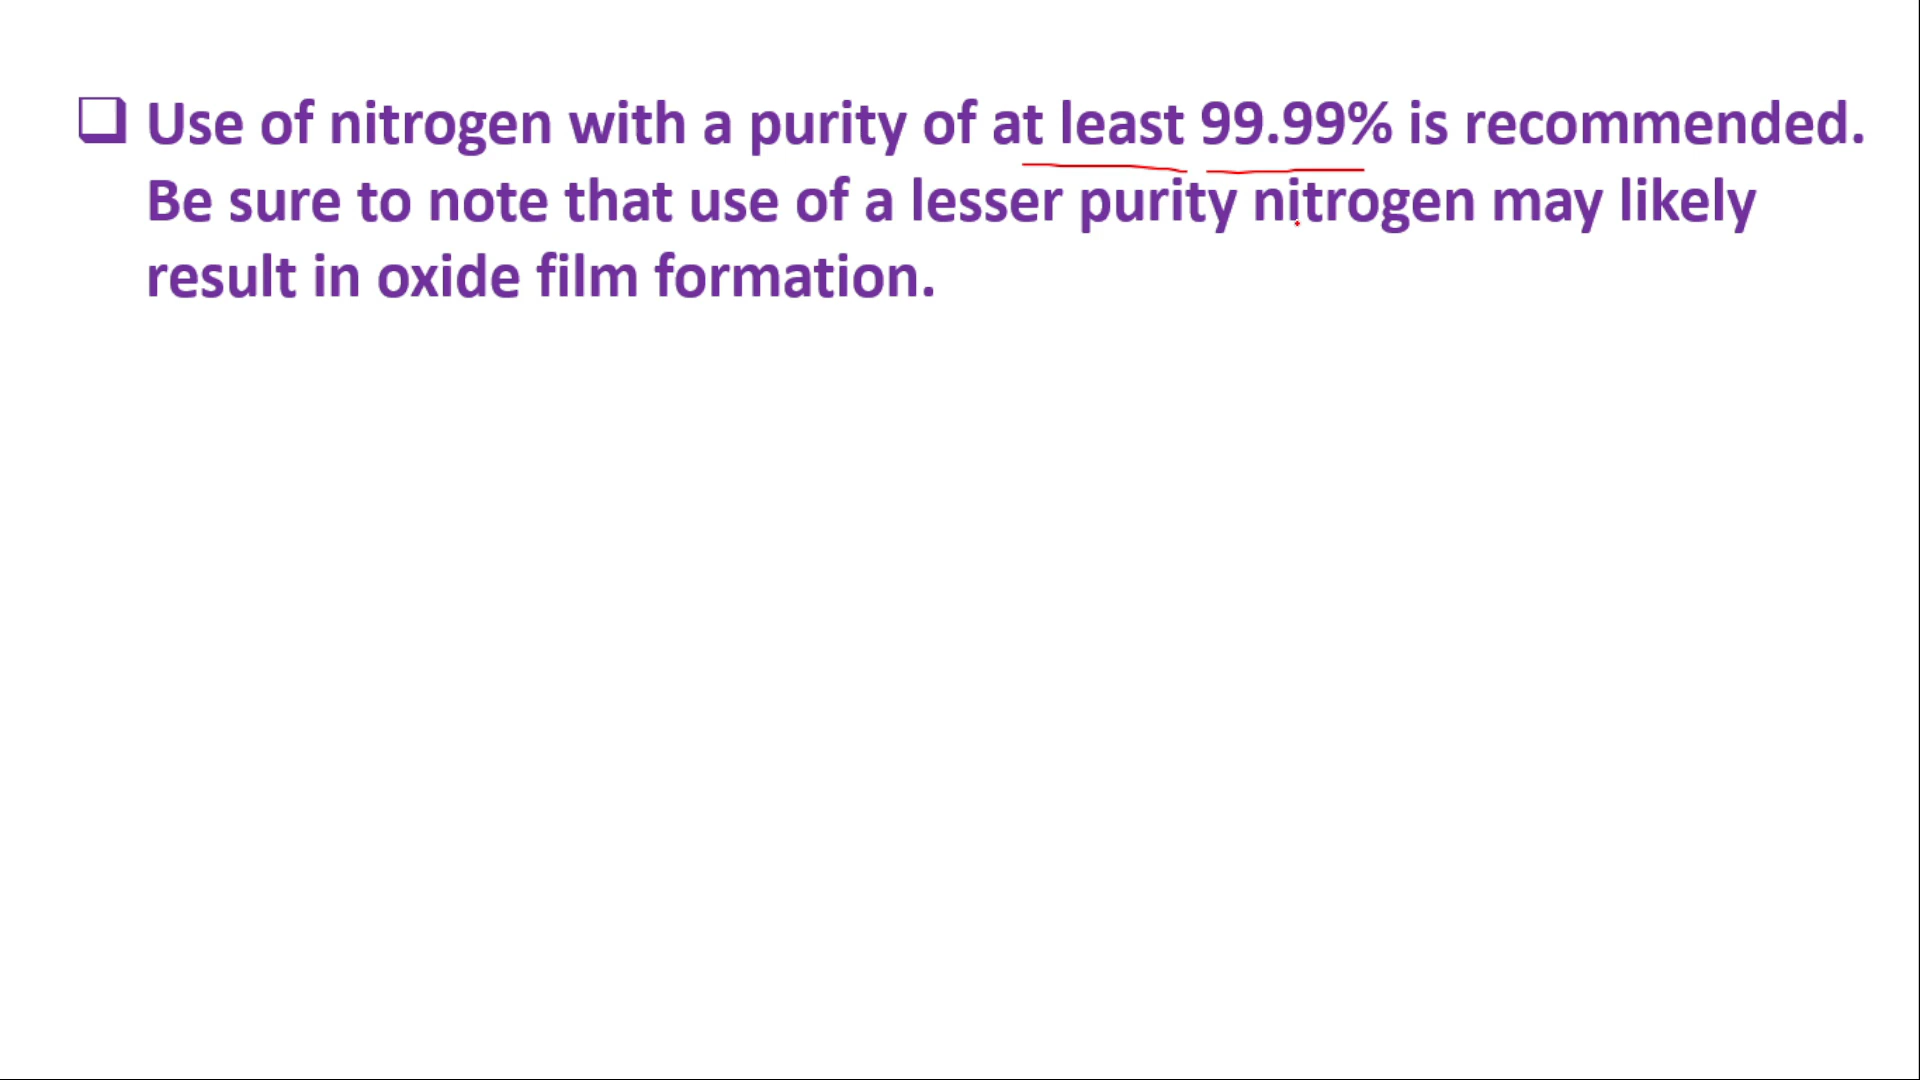 ❑ Use of nitrogen with a purity of at least 99.99% is recommended.
Be sure to note that use of a lesser purity nitrogen may likely
result in oxide film formation.